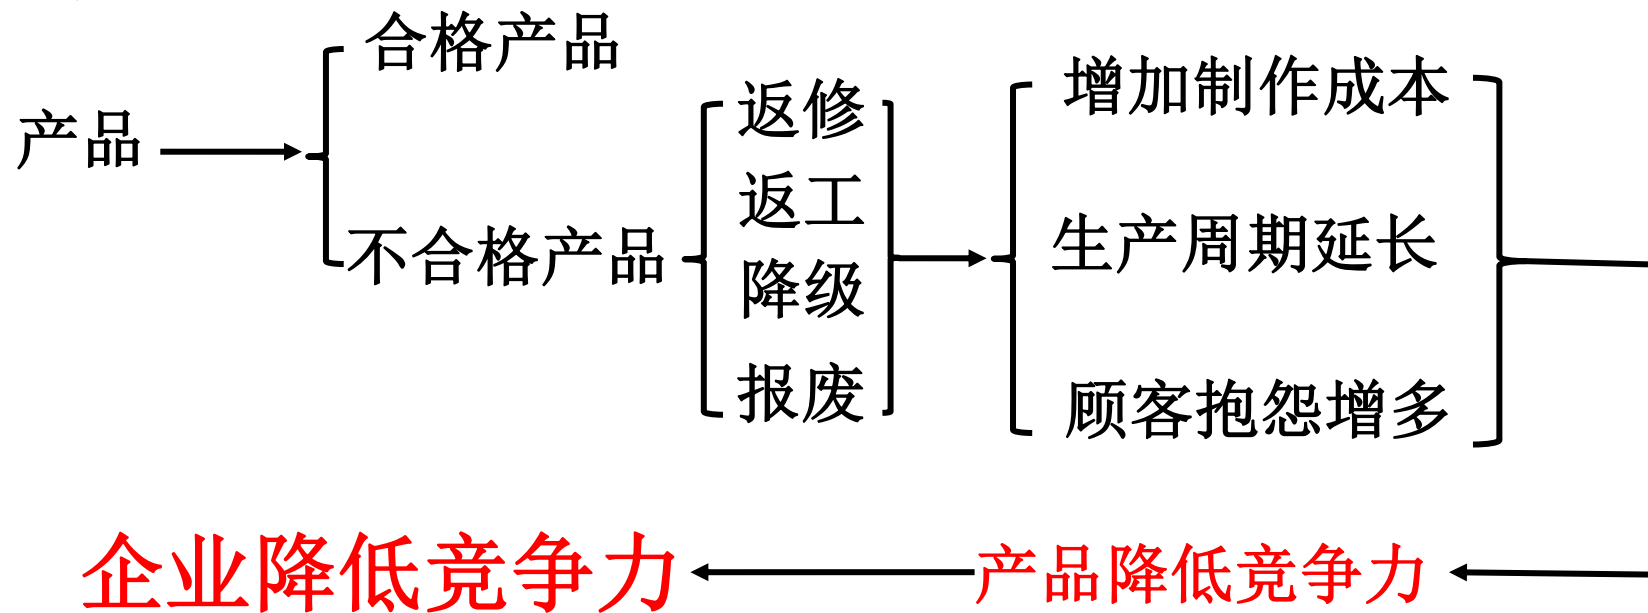 产品
合格产品
不合格产品
返修
返工
降级
报废
增加制作成本
生产周期延长
顾客抱怨增多
产品降低竞争力
企业降低竞争力